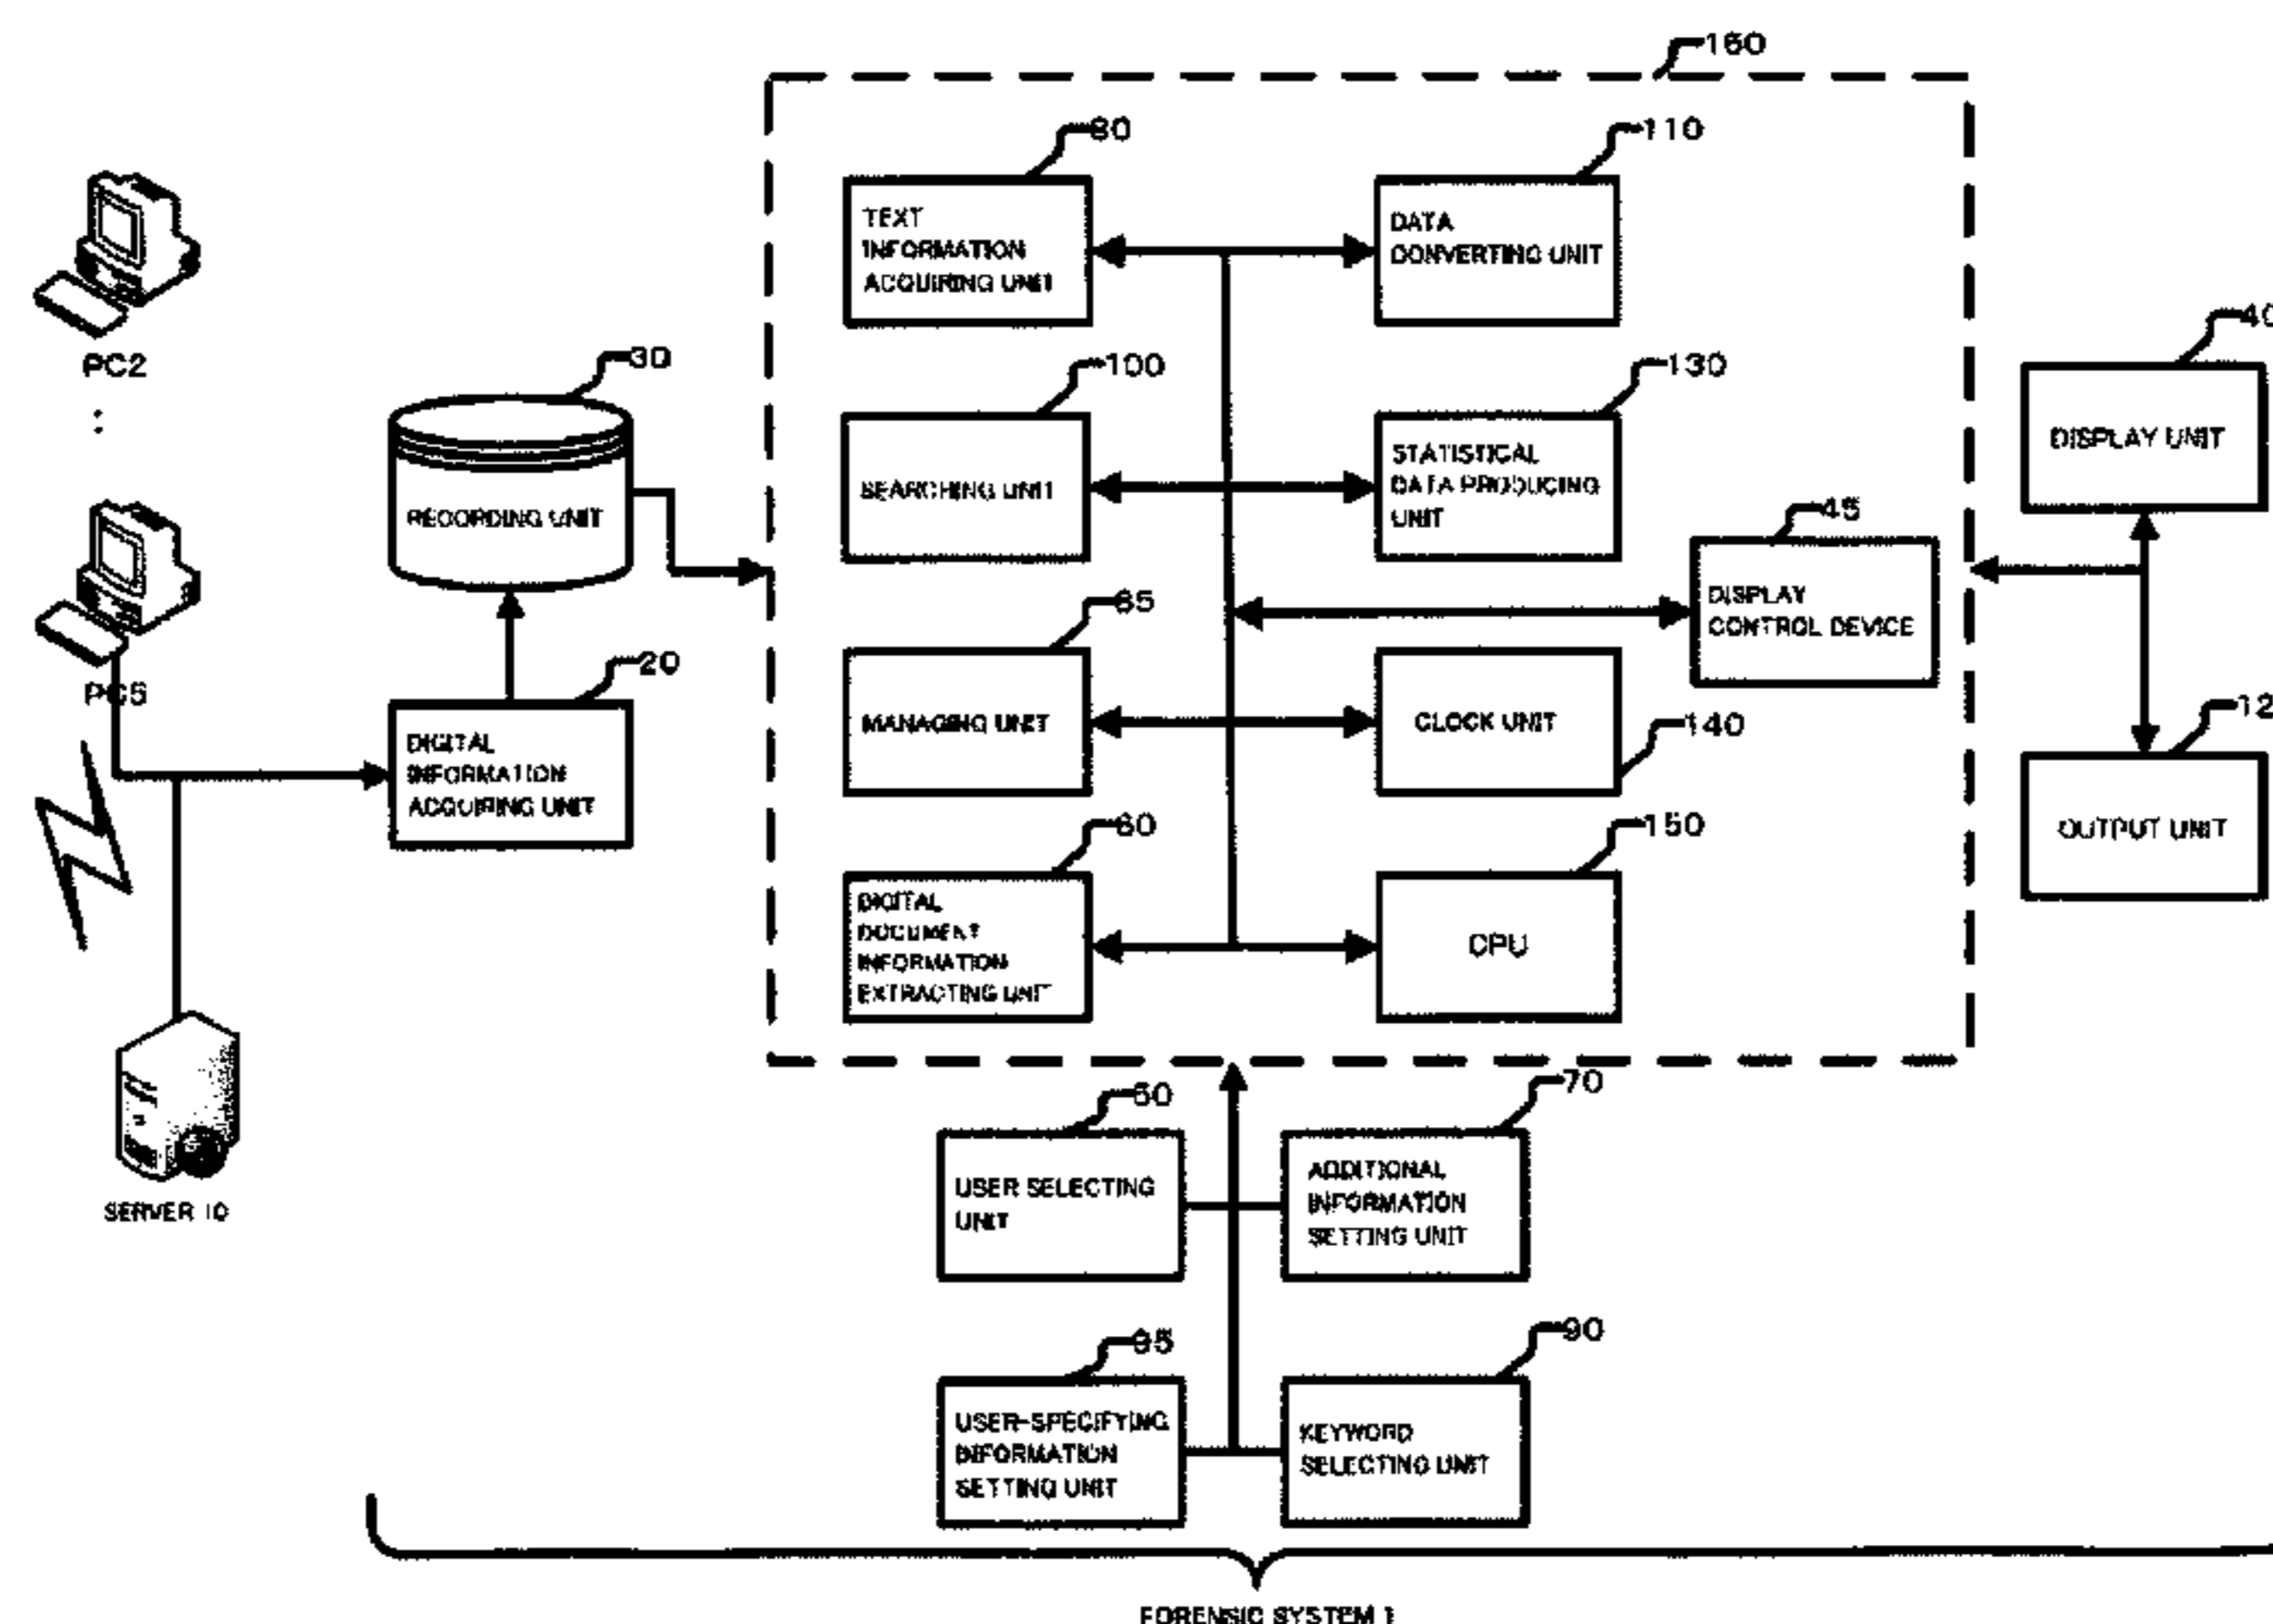 160
80
110
TEXT
INFORMATION
ACQUIRING UNIT
DATA
CONVERTING UNIT
PC2
30
100
130
40
RECORDING UNIT
SEARCHING UNIT
STATISTICAL
DATA PRODUCING
UNIT
DISPLAY UNIT
45
DISPLAY
CONTROL DEVICE
PC5
20
DIGITAL
INFORMATION
ACQUIRING UNIT
MANAGING UNIT
CLOCK UNIT
140
12
OUTPUT UNIT
60
150
DIGITAL
DOCUMENT
INFORMATION
EXTRACTING UNIT
CPU
SERVER 10
70
USER SELECTING
UNIT
ADDITIONAL
INFORMATION
SETTING UNIT
90
USER-SPECIFYING
INFORMATION
SETTING UNIT
KEYWORD
SELECTING UNIT
FORENSIC SYSTEM 1